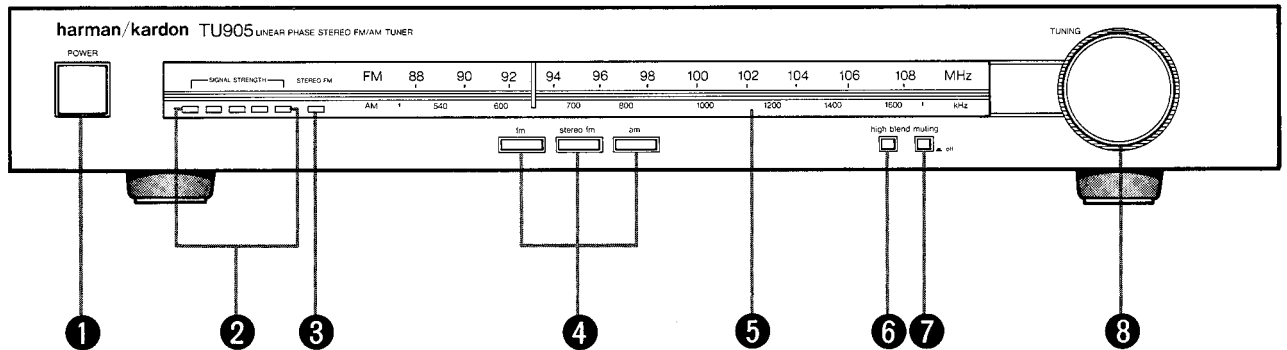 harman/kardon TU905 LINEAR PHASE STEREO FM/AM TUNER
TUNING
POWER
SIGNAL STRENGTH STEREO FM
FM 88 90 92 94 96 98 100 102 104 106 108 MHz
AM 540 600 700 800 1000 1200 1400 1600 kHz
fm stereo fm am
high blend muting
off
1 2 3 4 5 6 7 8